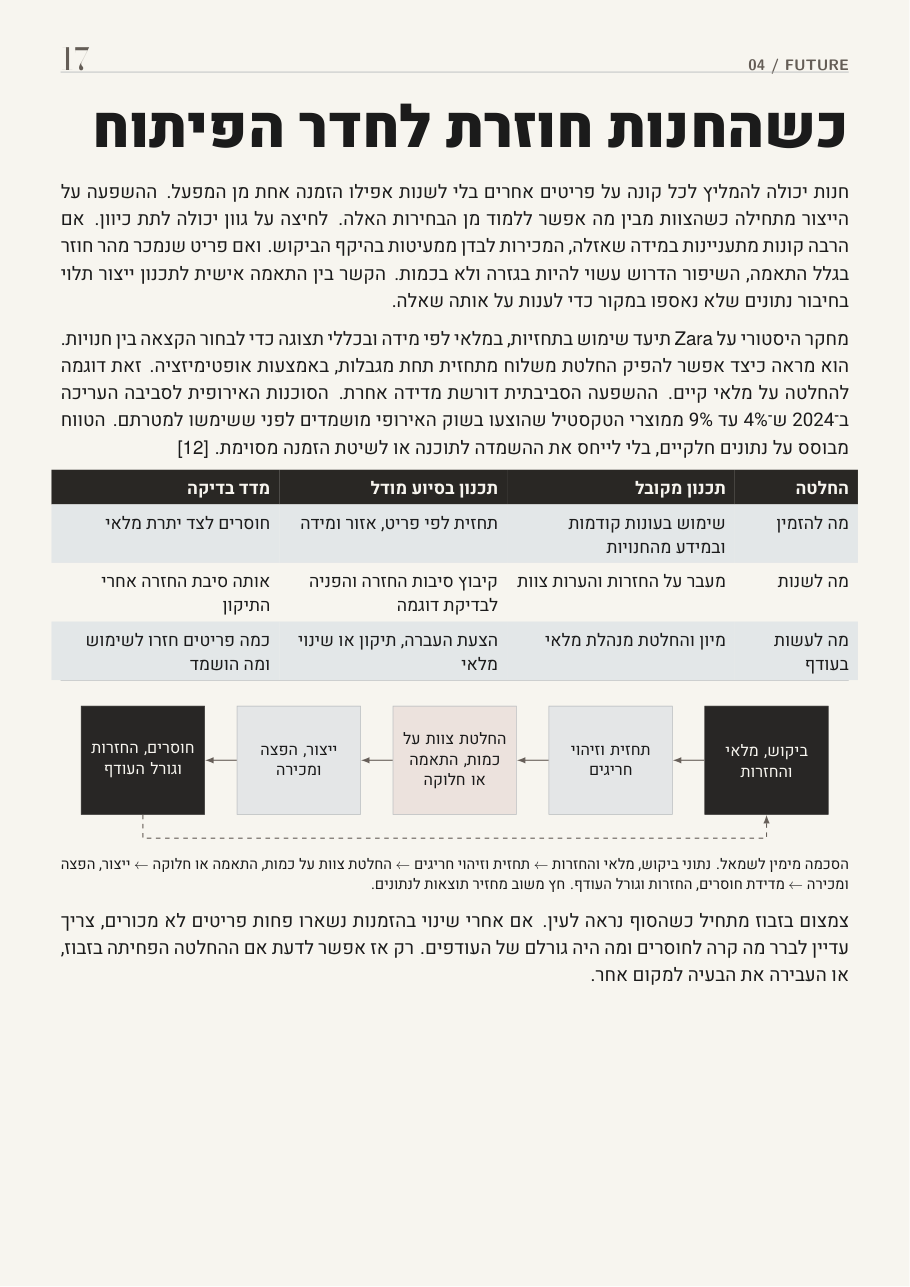 17
04 / FUTURE
כשהחנות חוזרת לחדר הפיתוח
חנות יכולה להמליץ לכל קונה על פריטים אחרים בלי לשנות אפילו הזמנה אחת מן המפעל. ההשפעה על
הייצור מתחילה כשהצוות מבין מה אפשר ללמוד מן הבחירות האלה. לחיצה על גוון יכולה לתת כיוון. אם
הרבה קונות מתעניינות במידה שאזלה, המכירות לבדן ממעיטות בהיקף הביקוש. ואם פריט שנמכר מהר חוזר
בגלל התאמה, השיפור הדרוש עשוי להיות בגזרה ולא בכמות. הקשר בין התאמה אישית לתכנון ייצור תלוי
בחיבור נתונים שלא נאספו במקור כדי לענות על אותה שאלה.
מחקר היסטורי על Zara תיעד שימוש בתחזיות, במלאי לפי מידה ובכללי תצוגה כדי לבחור הקצאה בין חנויות.
הוא מראה כיצד אפשר להפיק החלטת משלוח מתחזית תחת מגבלות, באמצעות אופטימיזציה. זאת דוגמה
להחלטה על מלאי קיים. ההשפעה הסביבתית דורשת מדידה אחרת. הסוכנות האירופית לסביבה העריכה
ב־2024 ש־4% עד 9% ממוצרי הטקסטיל שהוצעו בשוק האירופי מושמדים לפני ששימשו למטרתם. הטווח
מבוסס על נתונים חלקיים, בלי לייחס את ההשמדה לתוכנה או לשיטת הזמנה מסוימת. [12]
החלטה תכנון מקובל תכנון בסיוע מודל מדד בדיקה
מה להזמין שימוש בעונות קודמות תחזית לפי פריט, אזור ומידה חוסרים לצד יתרת מלאי
ובמידע מהחנויות
מה לשנות מעבר על החזרות והערות צוות קיבוץ סיבות החזרה והפניה אותה סיבת החזרה אחרי
לבדיקת דוגמה התיקון
מה לעשות מיון והחלטת מנהלת מלאי הצעת העברה, תיקון או שינוי כמה פריטים חזרו לשימוש
בעודף מלאי ומה הושמד
ביקוש, מלאי
והחזרות
תחזית וזיהוי
חריגים
החלטת צוות על
כמות, התאמה
או חלוקה
ייצור, הפצה
ומכירה
חוסרים, החזרות
וגורל העודף
הסכמה מימין לשמאל. נתוני ביקוש, מלאי והחזרות ← תחזית וזיהוי חריגים ← החלטת צוות על כמות, התאמה או חלוקה ← ייצור, הפצה
ומכירה ← מדידת חוסרים, החזרות וגורל העודף. חץ משוב מחזיר תוצאות לנתונים.
צמצום בזבוז מתחיל כשהסוף נראה לעין. אם אחרי שינוי בהזמנות נשארו פחות פריטים לא מכורים, צריך
עדיין לברר מה קרה לחוסרים ומה היה גורלם של העודפים. רק אז אפשר לדעת אם ההחלטה הפחיתה בזבוז,
או העבירה את הבעיה למקום אחר.